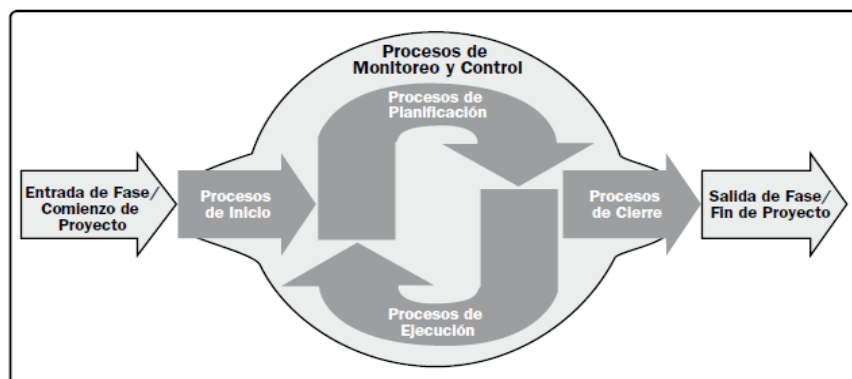 Procesos de
Monitoreo y Control
Procesos de
Planificación
Entrada de Fase/
Comienzo de
Proyecto
Procesos
de Inicio
Procesos
de Cierre
Salida de Fase/
Fin de Proyecto
Procesos de
Ejecución